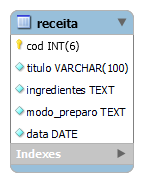 receita
cod INT(6)
titulo VARCHAR(100)
ingredientes TEXT
modo_preparo TEXT
data DATE
Indexes